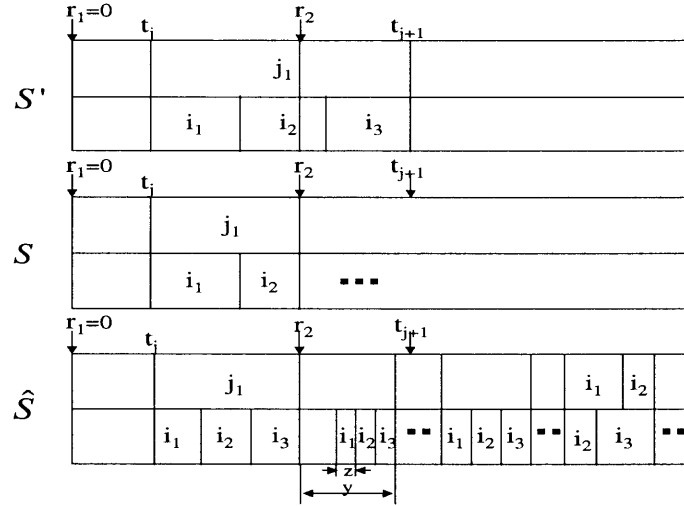 r₁=0 r₂
tⱼ tⱼ₊₁
j₁
S'
i₁ i₂ i₃
r₁=0 r₂ tⱼ₊₁
tⱼ
j₁
S
i₁ i₂ ...
r₁=0 r₂ tⱼ₊₁
tⱼ
j₁ i₁ i₂
Ŝ
i₁ i₂ i₃ i₁ i₂ i₃ .. i₁ i₂ i₃ .. i₂ i₃ ..
z
y